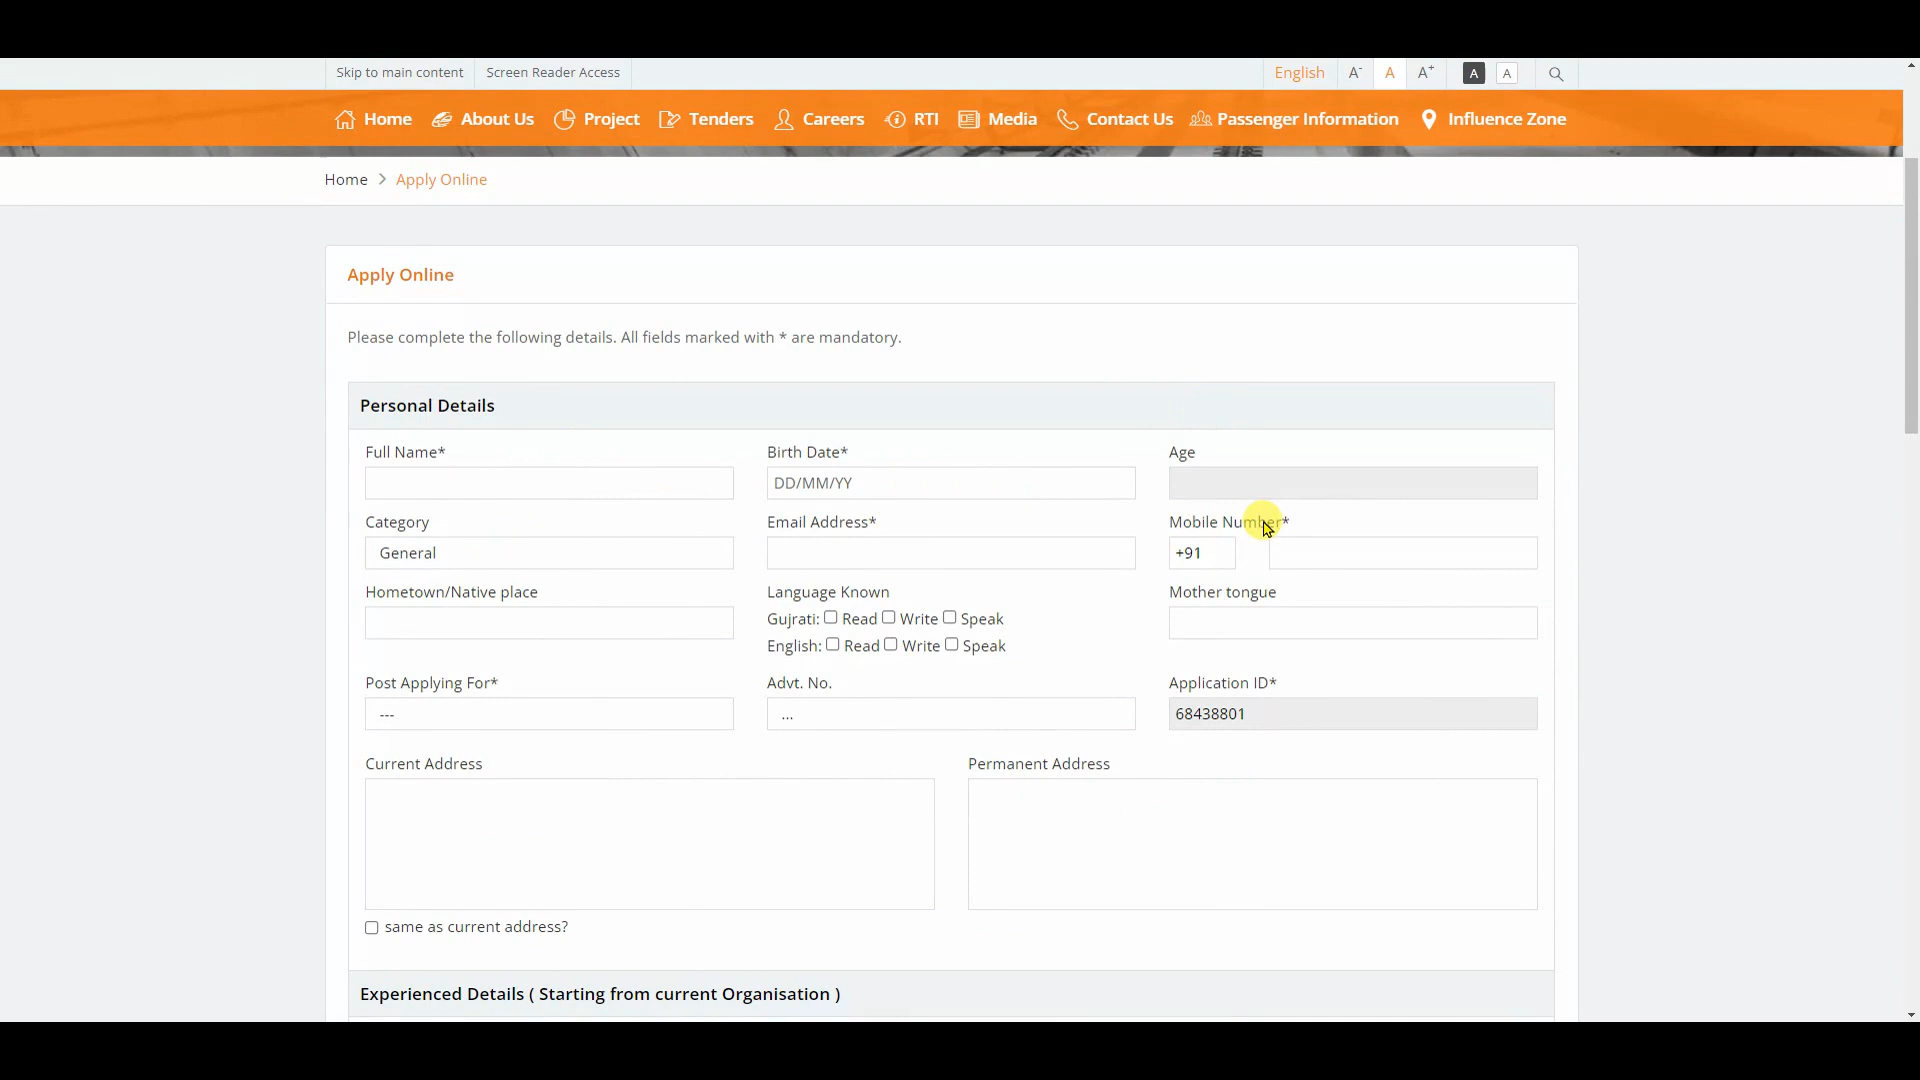 Skip to main content Screen Reader Access English A- A A+ A A
Home About Us Project Tenders Careers RTI Media Contact Us Passenger Information Influence Zone
Home > Apply Online
Apply Online
Please complete the following details. All fields marked with * are mandatory.
Personal Details
Full Name* Birth Date* Age
DD/MM/YY
Category Email Address* Mobile Number*
General +91
Hometown/Native place Language Known Mother tongue
Gujrati: Read Write Speak
English: Read Write Speak
Post Applying For* Advt. No. Application ID*
--- ... 68438801
Current Address Permanent Address
same as current address?
Experienced Details ( Starting from current Organisation )